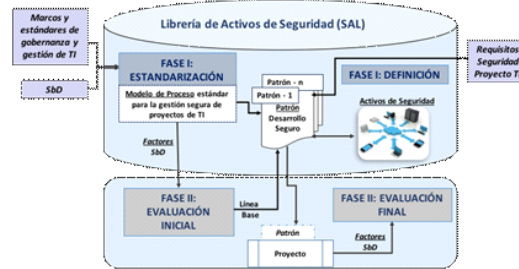 Marcos y
estándares de
gobernanza y
gestión de TI
SbD
Librería de Activos de Seguridad (SAL)
FASE I:
ESTANDARIZACIÓN
Modelo de Proceso estándar
para la gestión segura de
proyectos de TI
Patrón - n
Patrón - 1
Patrón
Desarrollo
Seguro
FASE I: DEFINICIÓN
Activos de Seguridad
Requisitos
Seguridad
Proyecto TI
Factores
SbD
FASE II:
EVALUACIÓN
INICIAL
Línea
Base
Patrón
Proyecto
FASE II: EVALUACIÓN
FINAL
Factores
SbD